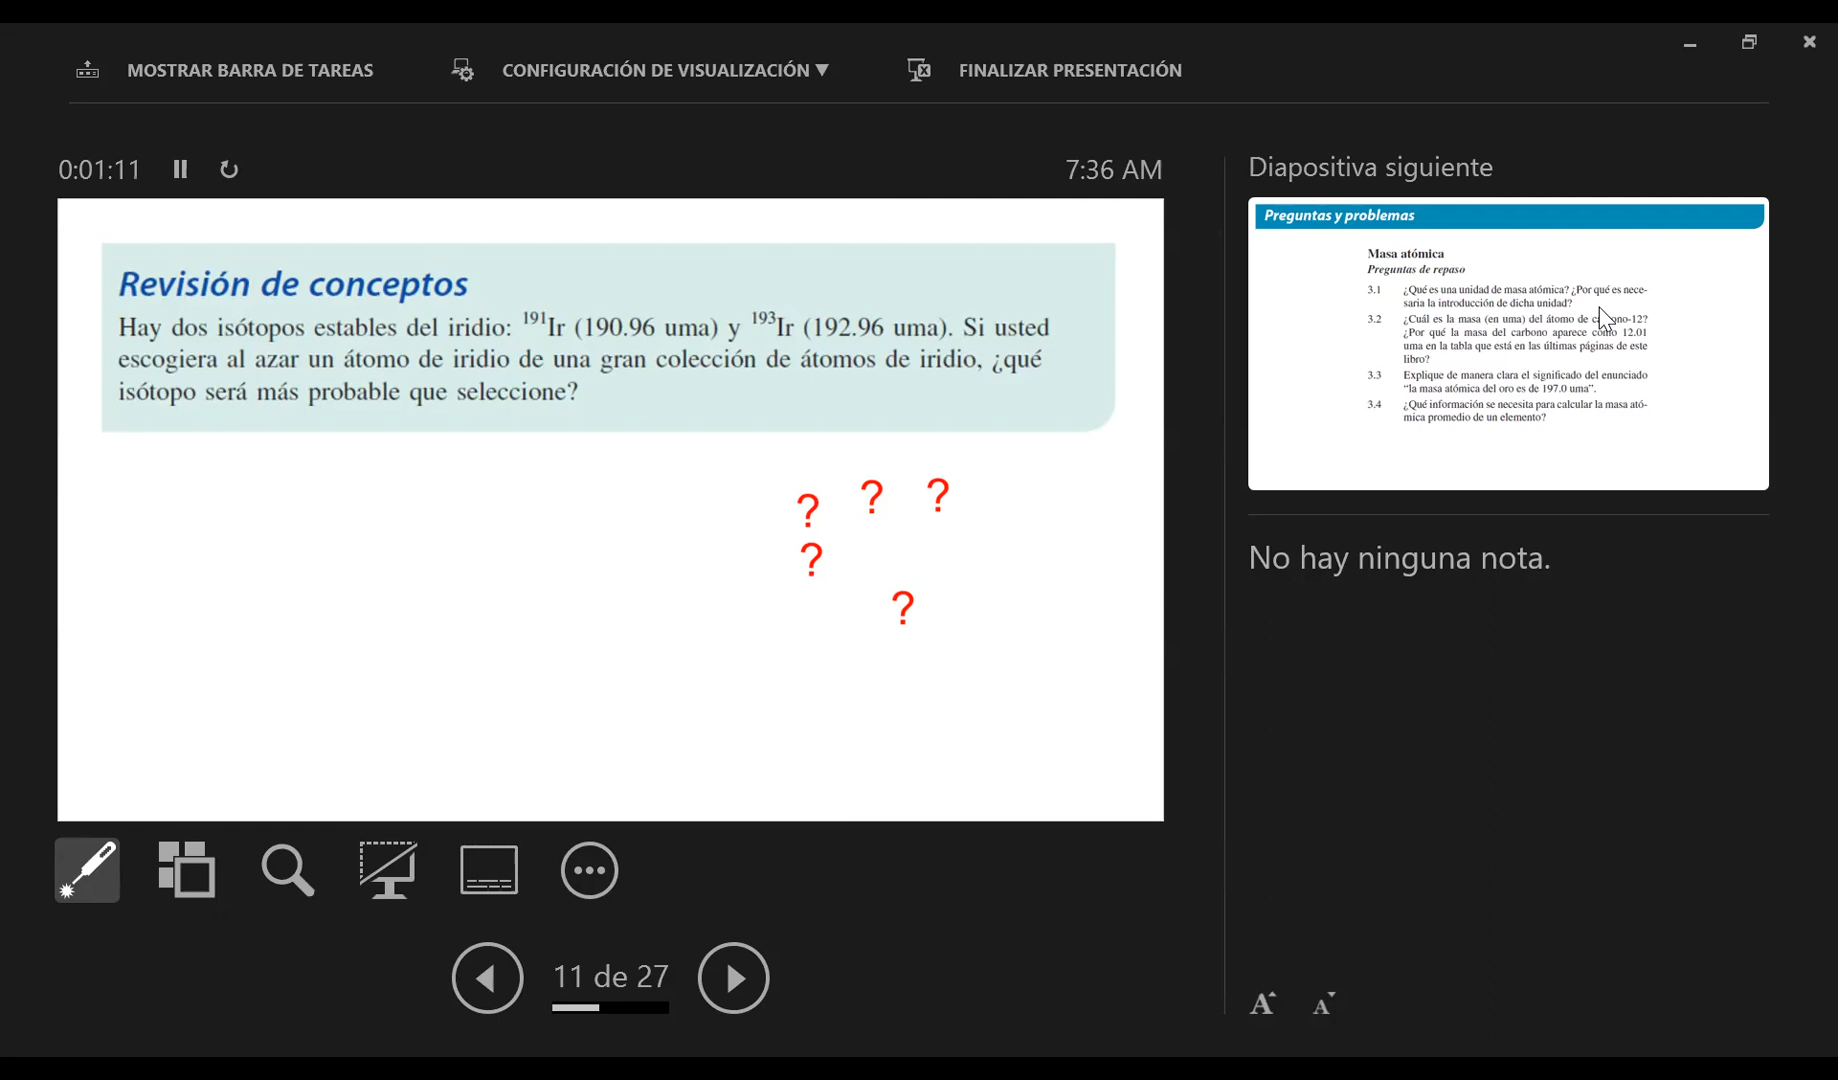 MOSTRAR BARRA DE TAREAS
CONFIGURACIÓN DE VISUALIZACIÓN ▼
FINALIZAR PRESENTACIÓN
0:01:11
7:36 AM
Revisión de conceptos
Hay dos isótopos estables del iridio: ¹⁹¹Ir (190.96 uma) y ¹⁹³Ir (192.96 uma). Si usted
escogiera al azar un átomo de iridio de una gran colección de átomos de iridio, ¿qué
isótopo será más probable que seleccione?
? ? ?
?
?
11 de 27
Diapositiva siguiente
Preguntas y problemas
Masa atómica
Preguntas de repaso
3.1 ¿Qué es una unidad de masa atómica? ¿Por qué es nece-
saria la introducción de dicha unidad?
3.2 ¿Cuál es la masa (en uma) del átomo de carbono-12?
¿Por qué la masa del carbono aparece como 12.01
uma en la tabla que está en las últimas páginas de este
libro?
3.3 Explique de manera clara el significado del enunciado
“la masa atómica del oro es de 197.0 uma”.
3.4 ¿Qué información se necesita para calcular la masa ató-
mica promedio de un elemento?
No hay ninguna nota.
A A